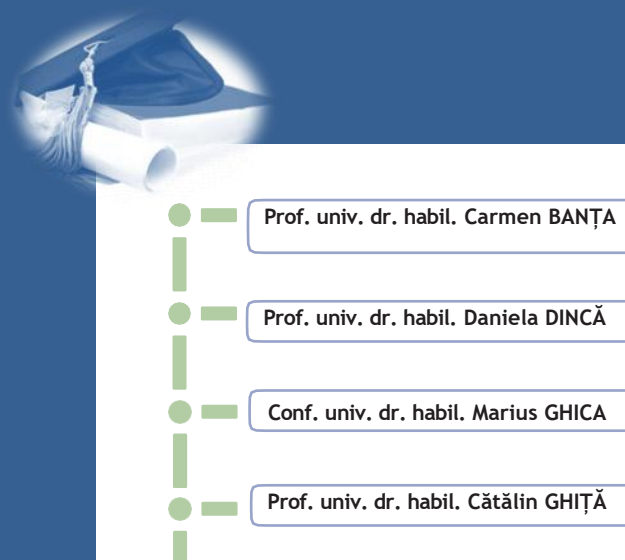 Prof. univ. dr. habil. Carmen BANȚA
Prof. univ. dr. habil. Daniela DINCĂ
Conf. univ. dr. habil. Marius GHICA
Prof. univ. dr. habil. Cătălin GHIȚĂ